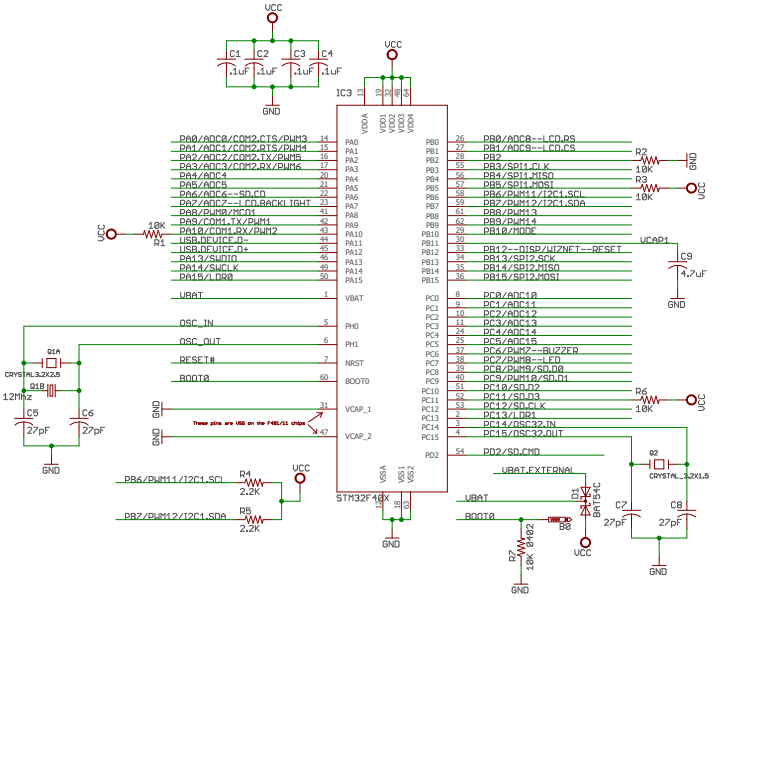 VCC
C1 C2 C3 C4
.1uF .1uF .1uF .1uF
GND
VCC
IC3
13 19 32 48 64
VDDA VDD1 VDD2 VDD3 VDD4
PA0/ADC0/COM2.CTS/PWM3 14 PA0
PA1/ADC1/COM2.RTS/PWM4 15 PA1
PA2/ADC2/COM2.TX/PWM5 16 PA2
PA3/ADC3/COM2.RX/PWM6 17 PA3
PA4/ADC4 20 PA4
PA5/ADC5 21 PA5
PA6/ADC6--SD.CD 22 PA6
PA7/ADC7--LCD.BACKLIGHT 23 PA7
PA8/PWM0/MCO1 41 PA8
PA9/COM1.TX/PWM1 42 PA9
PA10/COM1.RX/PWM2 43 PA10
USB.DEVICE.D- 44 PA11
USB.DEVICE.D+ 45 PA12
PA13/SWDIO 46 PA13
PA14/SWCLK 49 PA14
PA15/LDR0 50 PA15
VCC 10K R1
VBAT 1 VBAT
OSC_IN 5 PH0
OSC_OUT 6 PH1
RESET# 7 NRST
BOOT0 60 BOOT0
GND 31 VCAP_1
These pins are VSS on the F401/11 chips
GND 47 VCAP_2
Q1A
CRYSTAL3.2X2.5
Q1B
12Mhz
C5 C6
27pF 27pF
GND
PB6/PWM11/I2C1.SCL R4 2.2K VCC
PB7/PWM12/I2C1.SDA R5 2.2K
PB0 26 PB0/ADC8--LCD.RS
PB1 27 PB1/ADC9--LCD.CS
PB2 28 PB2
PB3 55 PB3/SPI1.CLK
PB4 56 PB4/SPI1.MISO
PB5 57 PB5/SPI1.MOSI
PB6 58 PB6/PWM11/I2C1.SCL
PB7 59 PB7/PWM12/I2C1.SDA
PB8 61 PB8/PWM13
PB9 62 PB9/PWM14
PB10 29 PB10/MODE
PB11 30 VCAP1
PB12 33 PB12--DISP/WIZNET--RESET
PB13 34 PB13/SPI2.SCK
PB14 35 PB14/SPI2.MISO
PB15 36 PB15/SPI2.MOSI
R2 10K GND
R3 10K VCC
C9
4.7uF
GND
PC0 8 PC0/ADC10
PC1 9 PC1/ADC11
PC2 10 PC2/ADC12
PC3 11 PC3/ADC13
PC4 24 PC4/ADC14
PC5 25 PC5/ADC15
PC6 37 PC6/PWM7--BUZZER
PC7 38 PC7/PWM8--LED
PC8 39 PC8/PWM9/SD.D0
PC9 40 PC9/PWM10/SD.D1
PC10 51 PC10/SD.D2
PC11 52 PC11/SD.D3
PC12 53 PC12/SD.CLK
PC13 2 PC13/LDR1
PC14 3 PC14/OSC32.IN
PC15 4 PC15/OSC32.OUT
PD2 54 PD2/SD.CMD
R6 10K VCC
VSSA VSS1 VSS2
STM32F40X
12 18 63
GND
VBAT.EXTERNAL
VBAT
D1 BAT54C
BOOT0 B0
VCC
R7 10K 0402
GND
Q2
CRYSTAL_3.2X1.5
C7 C8
27pF 27pF
GND